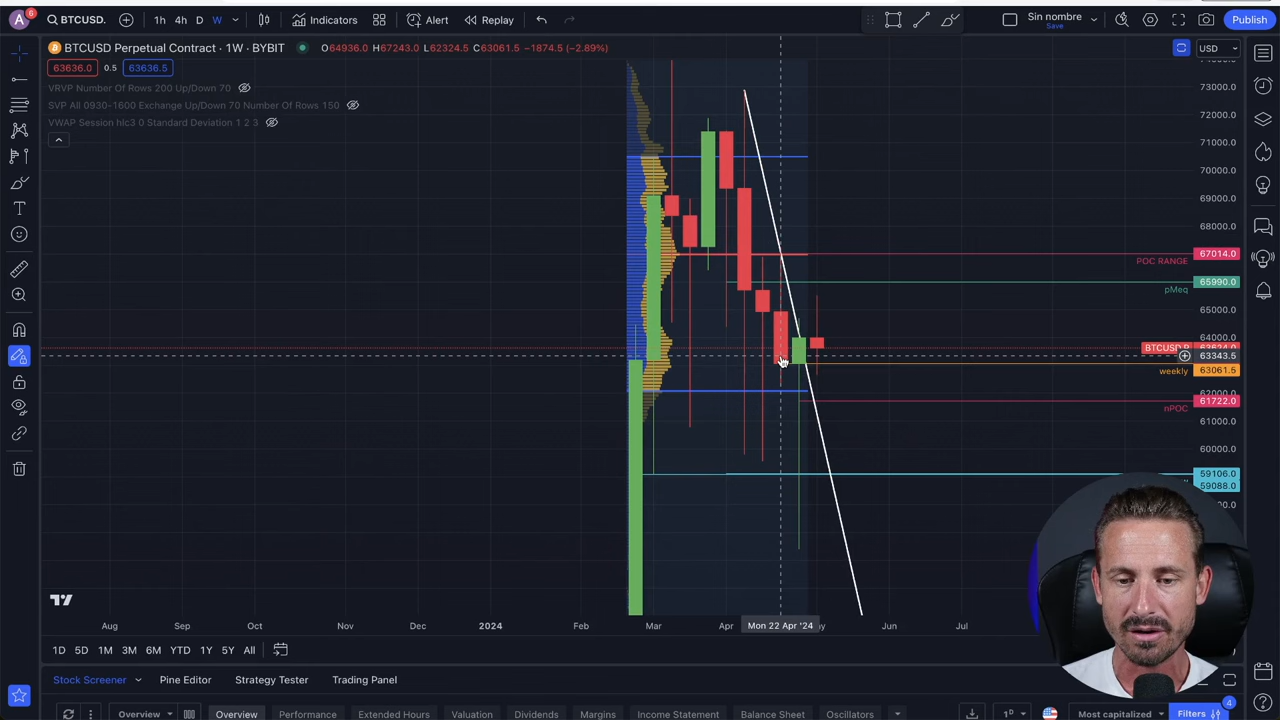 A 6 BTCUSD. 1h 4h D W Indicators Alert Replay Sin nombre Save Publish
BTCUSD Perpetual Contract · 1W · BYBIT O64936.0 H67243.0 L62324.5 C63061.5 −1874.5 (−2.89%) USD
63636.0 0.5 63636.5
VRVP Number Of Rows 200 Up/Down 70
SVP All 0930-1600 Exchange Up/Down 70 Number Of Rows 150
VWAP Session hlc3 0 Standard Deviation 1 2 3
73000.0
72000.0
71000.0
70000.0
69000.0
68000.0
67014.0
POC RANGE
65990.0
pMeq
65000.0
64000.0
63343.5
63061.5
weekly
62000.0
61722.0
nPOC
61000.0
60000.0
59106.0
59088.0
Aug Sep Oct Nov Dec 2024 Feb Mar Apr Mon 22 Apr '24 Jun Jul
1D 5D 1M 3M 6M YTD 1Y 5Y All
Stock Screener Pine Editor Strategy Tester Trading Panel
4
Overview Overview Performance Extended Hours Valuation Dividends Margins Income Statement Balance Sheet Oscillators 1D Most capitalized Filters